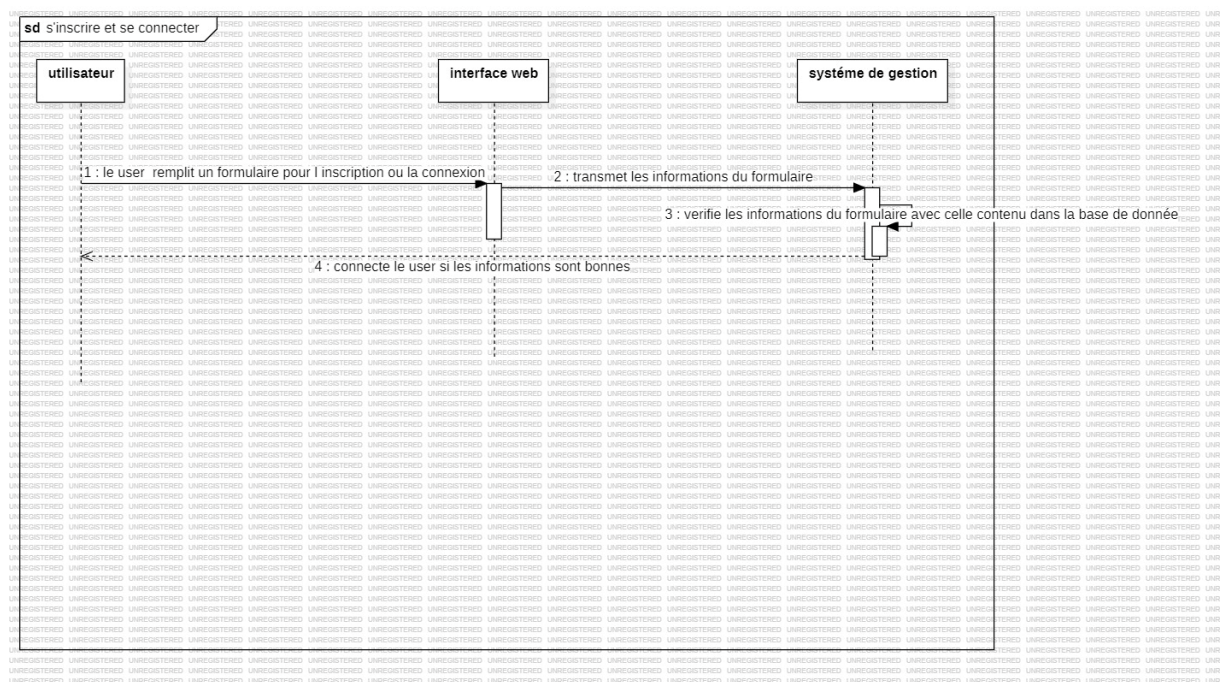 sd s'inscrire et se connecter
utilisateur
interface web
systéme de gestion
1 : le user remplit un formulaire pour l inscription ou la connexion
2 : transmet les informations du formulaire
3 : verifie les informations du formulaire avec celle contenu dans la base de donnée
4 : connecte le user si les informations sont bonnes
UNREGISTERED